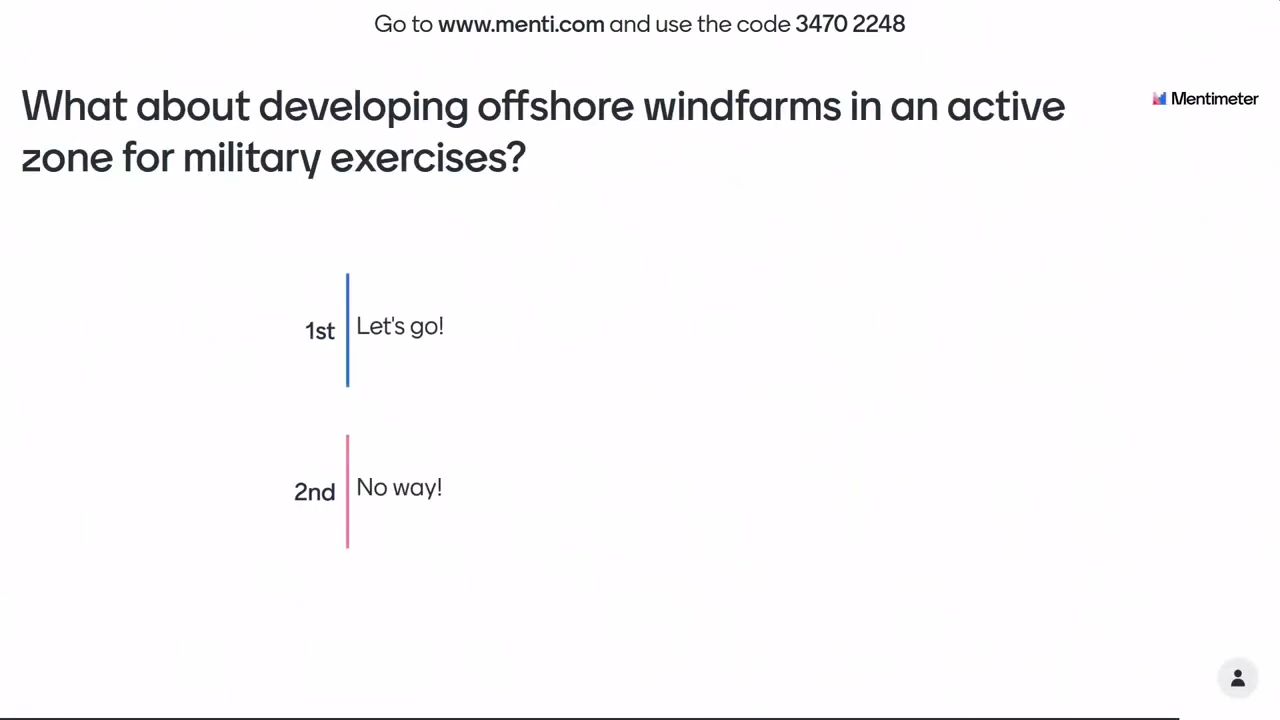 Go to www.menti.com and use the code 3470 2248
What about developing offshore windfarms in an active
zone for military exercises?
Mentimeter
1st
Let's go!
2nd
No way!